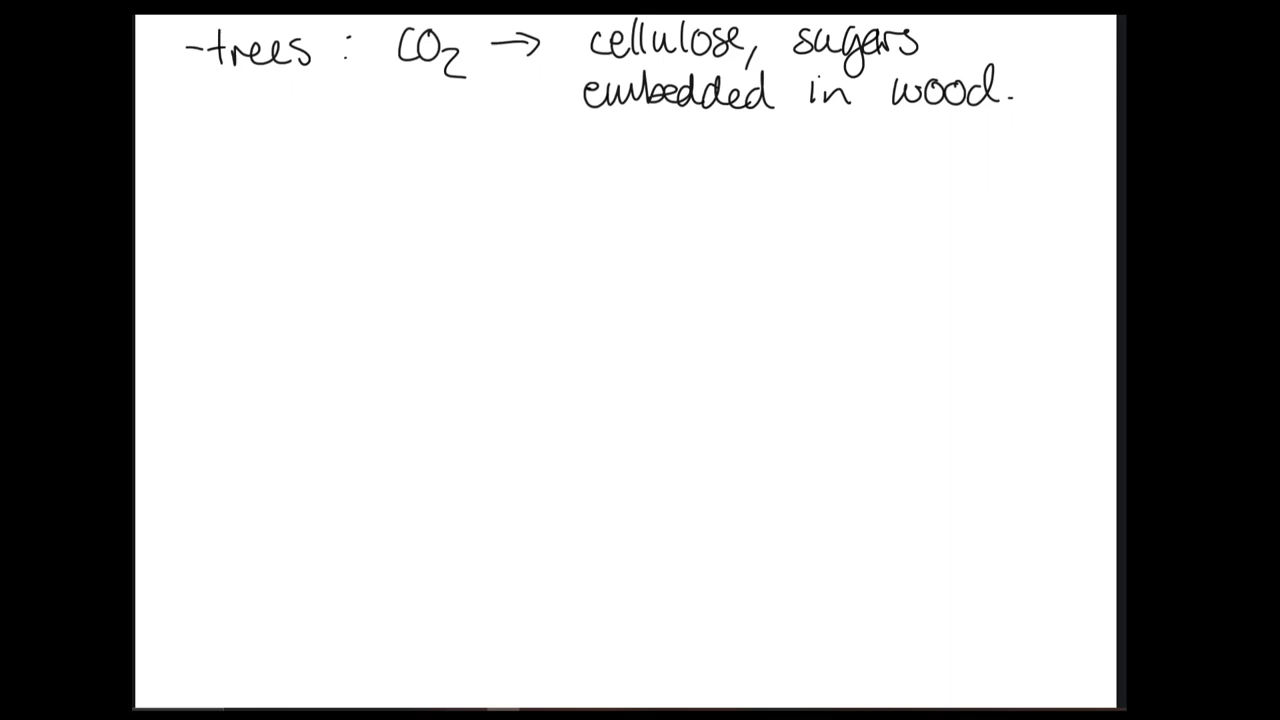 -trees : CO₂ → cellulose, sugars
embedded in wood.